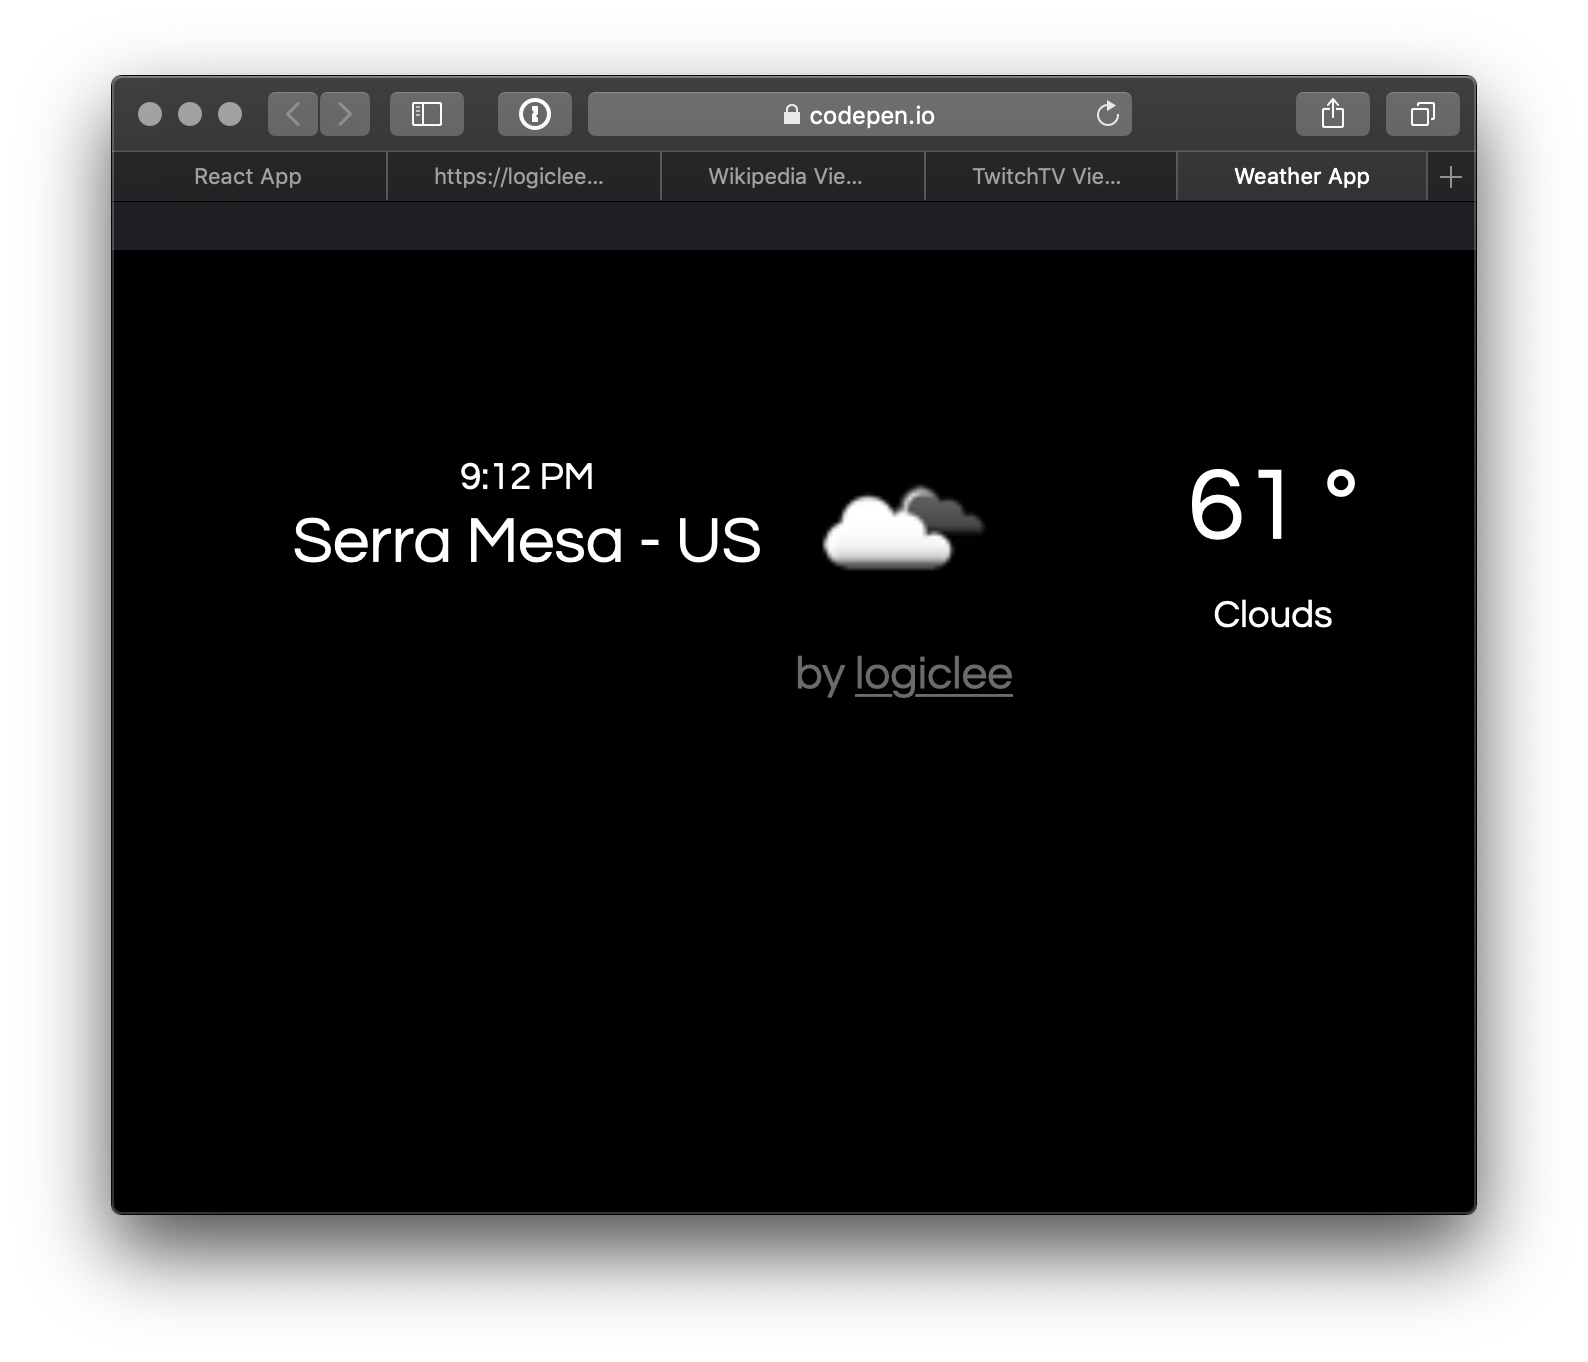 codepen.io
React App
https://logiclee...
Wikipedia Vie...
TwitchTV Vie...
Weather App
9:12 PM
Serra Mesa - US
61 °
Clouds
by logiclee